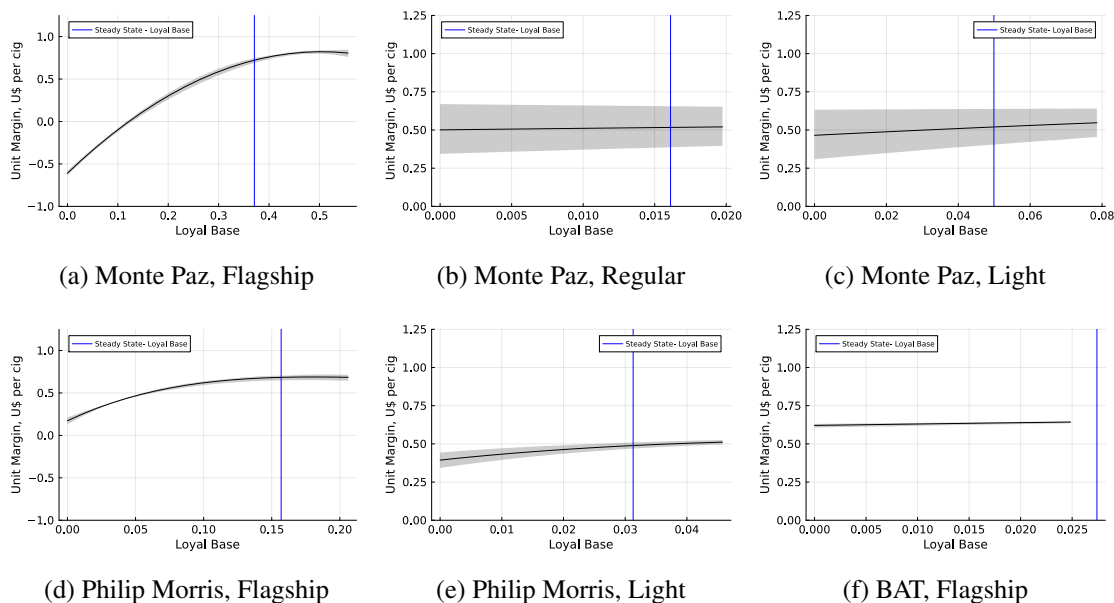 Steady State- Loyal Base
Unit Margin, U$ per cig
1.0
0.5
0.0
−0.5
−1.0
0.0 0.1 0.2 0.3 0.4 0.5
Loyal Base
(a) Monte Paz, Flagship
Steady State- Loyal Base
Unit Margin, U$ per cig
1.25
1.00
0.75
0.50
0.25
0.00
0.000 0.005 0.010 0.015 0.020
Loyal Base
(b) Monte Paz, Regular
Steady State- Loyal Base
Unit Margin, U$ per cig
1.25
1.00
0.75
0.50
0.25
0.00
0.00 0.02 0.04 0.06 0.08
Loyal Base
(c) Monte Paz, Light
Steady State- Loyal Base
Unit Margin, U$ per cig
1.0
0.5
0.0
−0.5
−1.0
0.00 0.05 0.10 0.15 0.20
Loyal Base
(d) Philip Morris, Flagship
Steady State- Loyal Base
Unit Margin, U$ per cig
1.25
1.00
0.75
0.50
0.25
0.00
0.00 0.01 0.02 0.03 0.04
Loyal Base
(e) Philip Morris, Light
Steady State- Loyal Base
Unit Margin, U$ per cig
1.25
1.00
0.75
0.50
0.25
0.00
0.000 0.005 0.010 0.015 0.020 0.025
Loyal Base
(f) BAT, Flagship